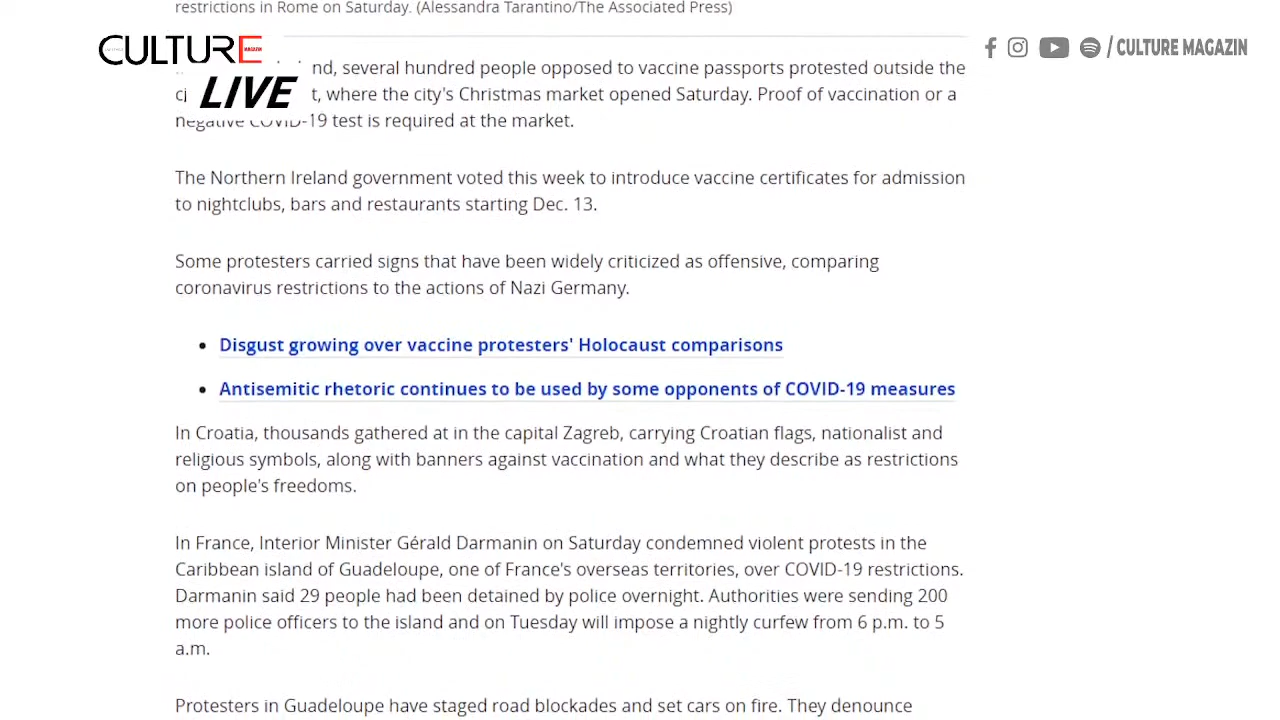 restrictions in Rome on Saturday. (Alessandra Tarantino/The Associated Press)
CULTURE
MAGAZIN
LIVE
/ CULTURE MAGAZIN
nd, several hundred people opposed to vaccine passports protested outside the
t, where the city's Christmas market opened Saturday. Proof of vaccination or a
negative COVID-19 test is required at the market.
The Northern Ireland government voted this week to introduce vaccine certificates for admission
to nightclubs, bars and restaurants starting Dec. 13.
Some protesters carried signs that have been widely criticized as offensive, comparing
coronavirus restrictions to the actions of Nazi Germany.
• Disgust growing over vaccine protesters' Holocaust comparisons
• Antisemitic rhetoric continues to be used by some opponents of COVID-19 measures
In Croatia, thousands gathered at in the capital Zagreb, carrying Croatian flags, nationalist and
religious symbols, along with banners against vaccination and what they describe as restrictions
on people's freedoms.
In France, Interior Minister Gérald Darmanin on Saturday condemned violent protests in the
Caribbean island of Guadeloupe, one of France's overseas territories, over COVID-19 restrictions.
Darmanin said 29 people had been detained by police overnight. Authorities were sending 200
more police officers to the island and on Tuesday will impose a nightly curfew from 6 p.m. to 5
a.m.
Protesters in Guadeloupe have staged road blockades and set cars on fire. They denounce